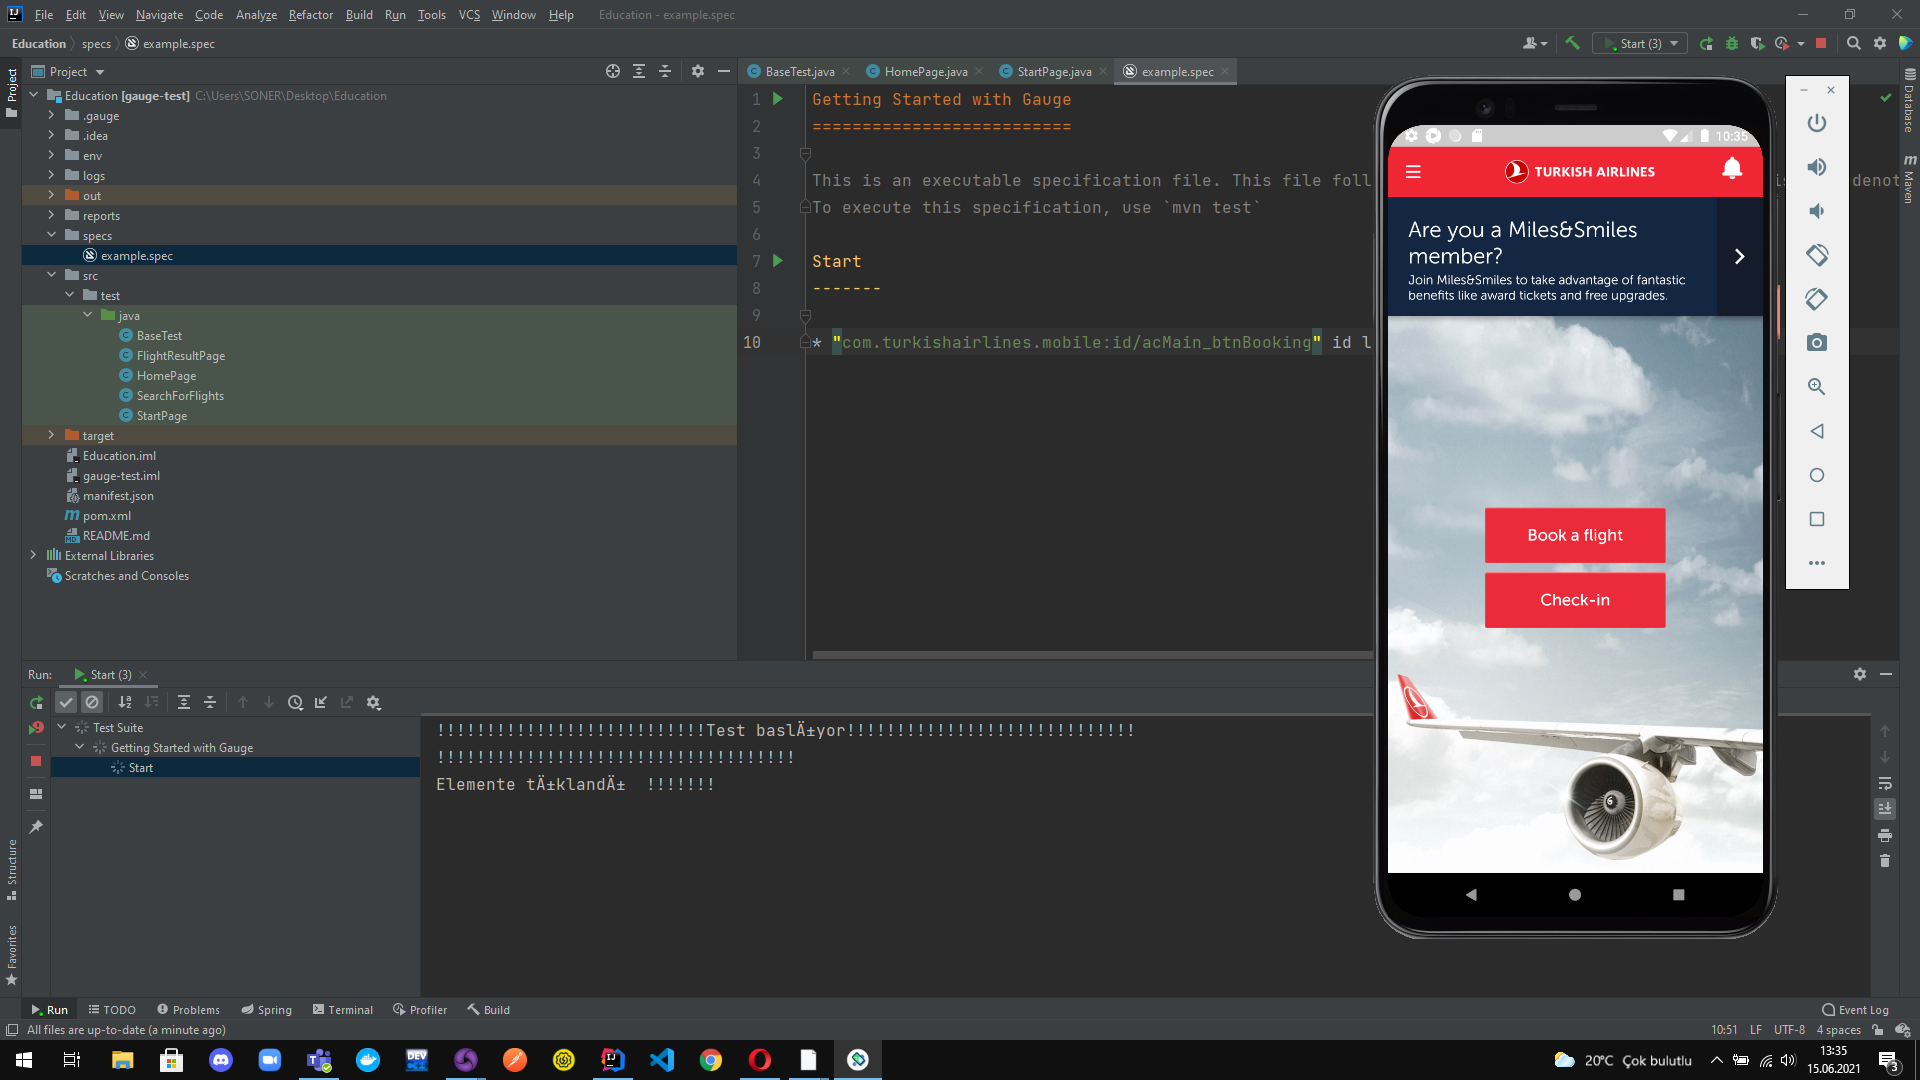 File Edit View Navigate Code Analyze Refactor Build Run Tools VCS Window Help Education - example.spec
Education specs example.spec
Start (3)
Project
Project
BaseTest.java HomePage.java StartPage.java example.spec
Education [gauge-test] C:\Users\SONER\Desktop\Education
.gauge
.idea
env
logs
out
reports
specs
example.spec
src
test
java
BaseTest
FlightResultPage
HomePage
SearchForFlights
StartPage
target
Education.iml
gauge-test.iml
manifest.json
pom.xml
README.md
External Libraries
Scratches and Consoles
1 Getting Started with Gauge
2 ==========================
3
4 This is an executable specification file. This file foll
denot
5 To execute this specification, use `mvn test`
6
7 Start
8 -------
9
10 * "com.turkishairlines.mobile:id/acMain_btnBooking" id l
Database
Maven
10:35
TURKISH AIRLINES
Are you a Miles&Smiles
member?
Join Miles&Smiles to take advantage of fantastic
benefits like award tickets and free upgrades.
Book a flight
Check-in
Run: Start (3)
Test Suite
Getting Started with Gauge
Start
!!!!!!!!!!!!!!!!!!!!!!!!!!!Test baslÄ±yor!!!!!!!!!!!!!!!!!!!!!!!!!!!!!
!!!!!!!!!!!!!!!!!!!!!!!!!!!!!!!!!!!!
Elemente tÄ±klandÄ±  !!!!!!!
Structure
Favorites
Run TODO Problems Spring Terminal Profiler Build Event Log
All files are up-to-date (a minute ago) 10:51 LF UTF-8 4 spaces
20°C Çok bulutlu
13:35
15.06.2021
3